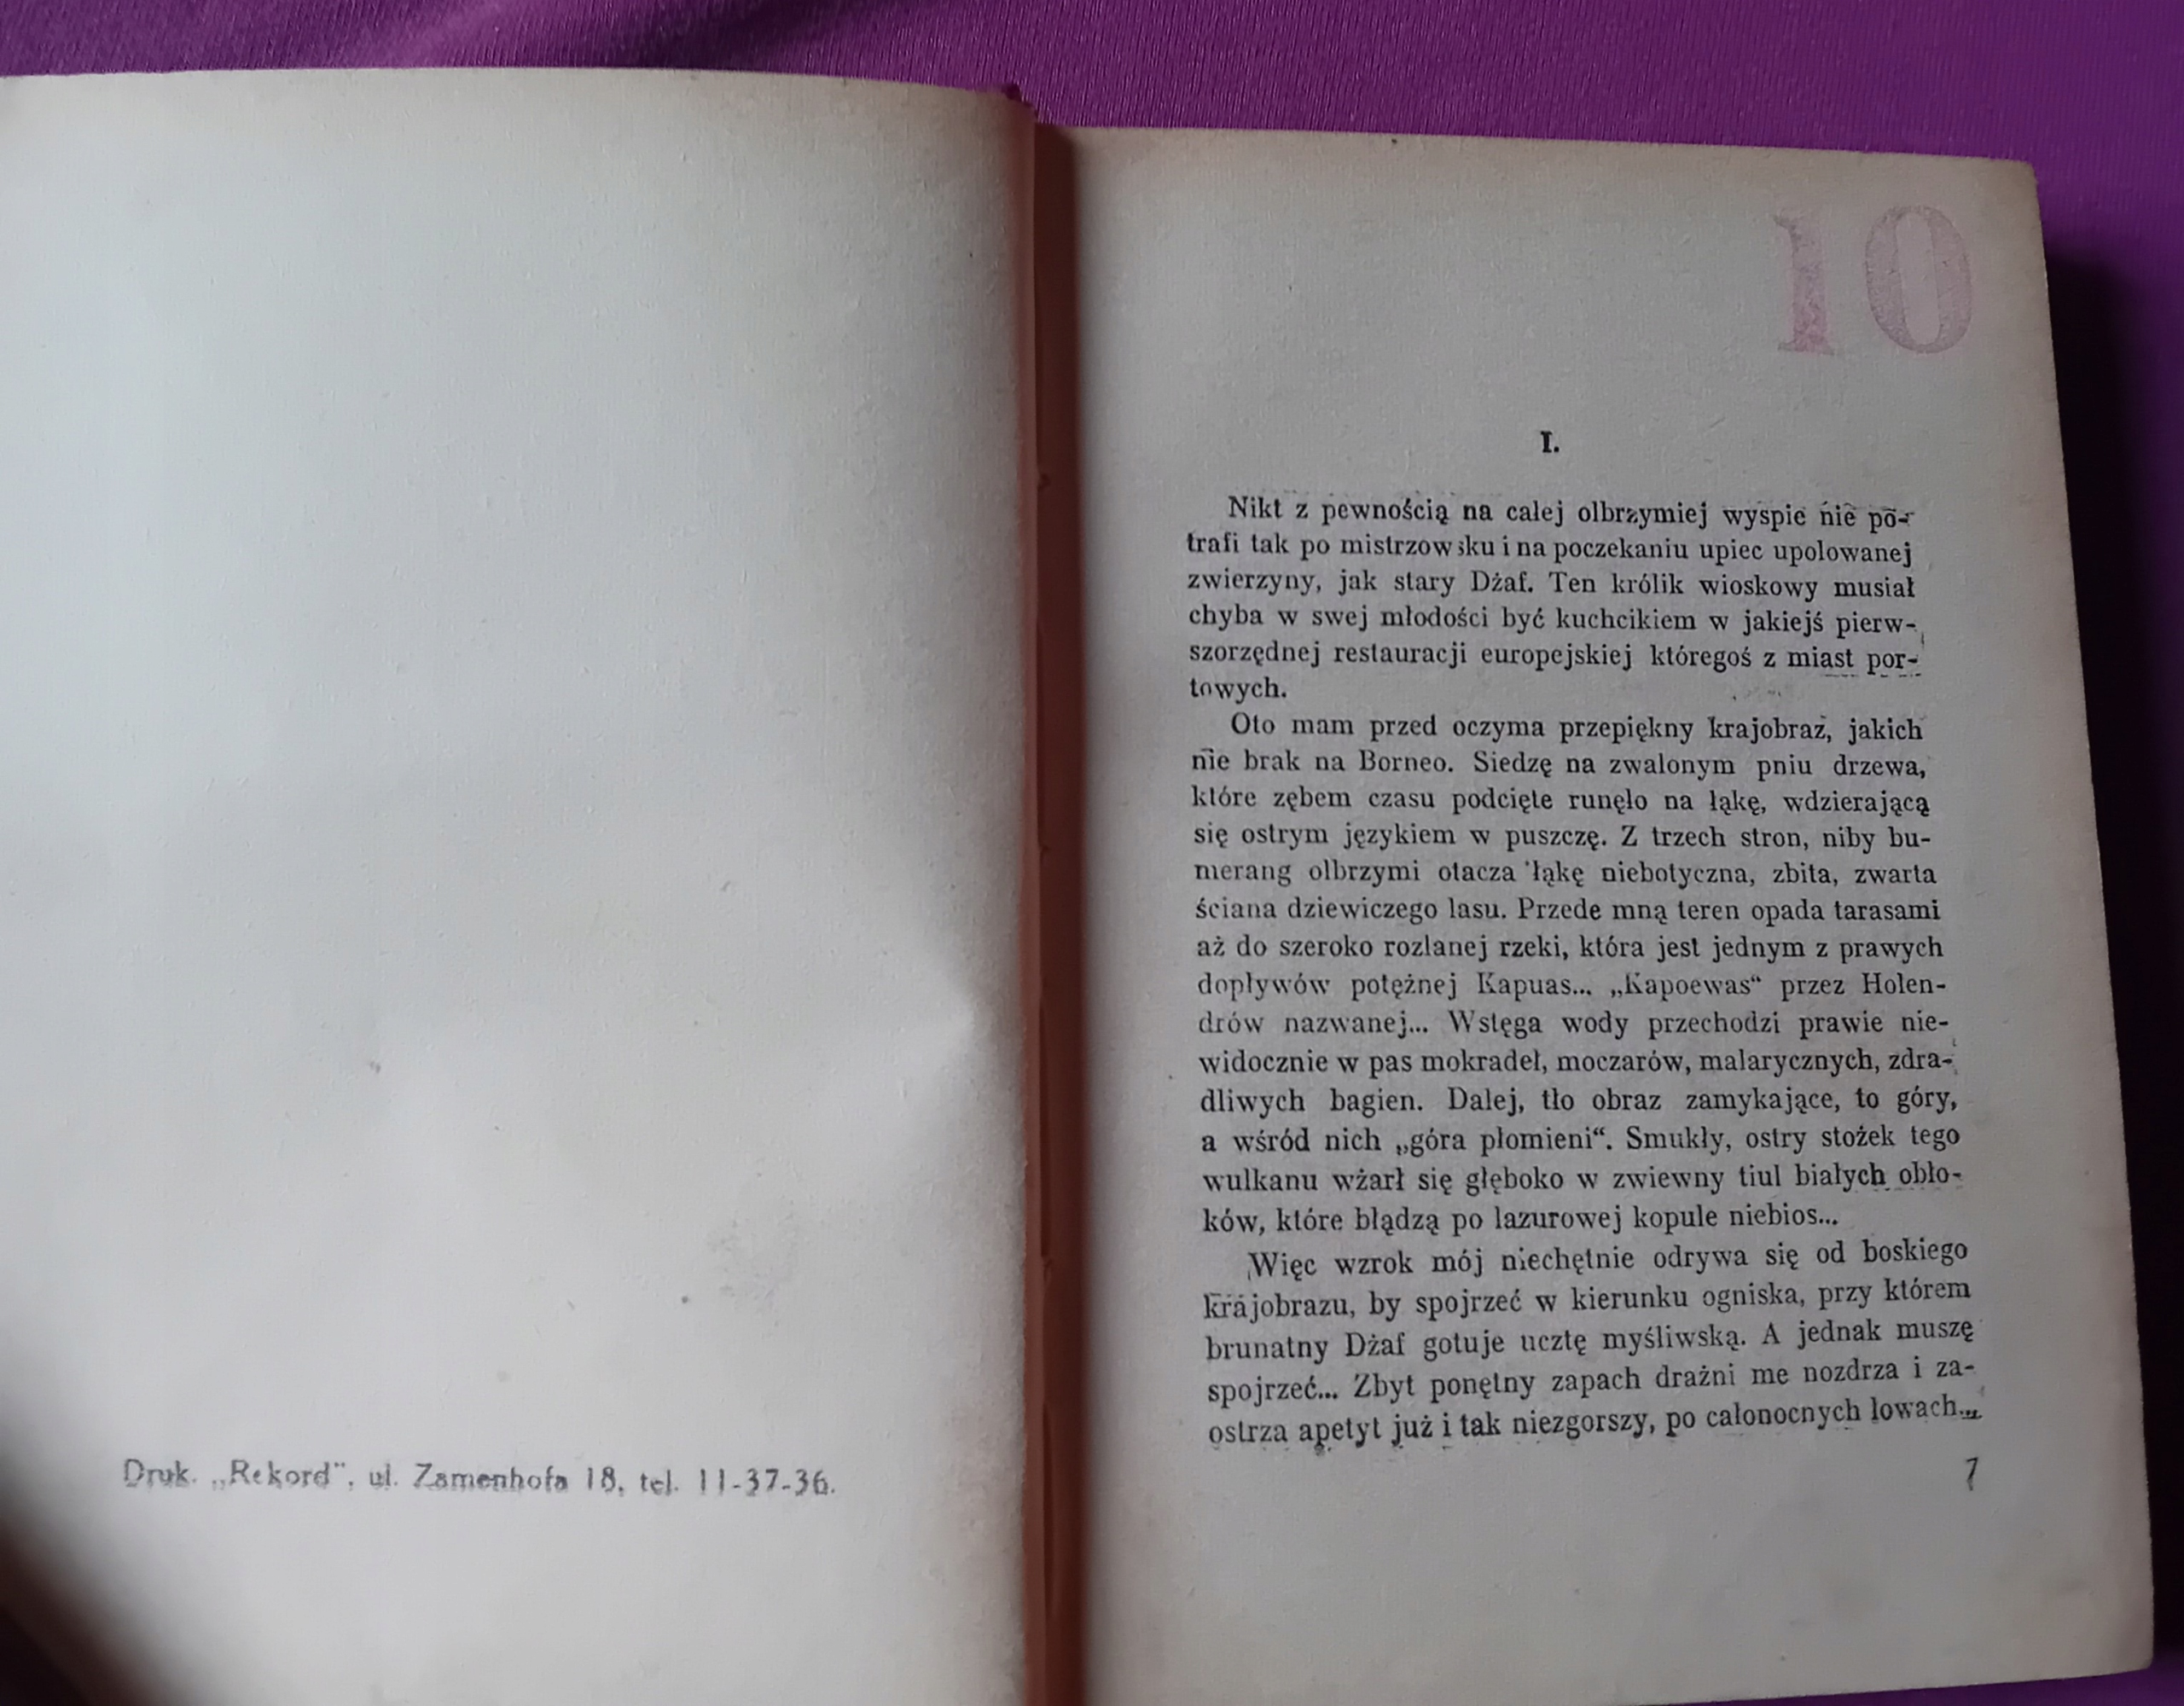 Druk. „Rekord", ul. Zamenhofa 18, tel. 11-37-36.
10
I.
Nikt z pewnością na całej olbrzymiej wyspie nie po-
trafi tak po mistrzowsku i na poczekaniu upiec upolowanej
zwierzyny, jak stary Dżaf. Ten królik wioskowy musiał
chyba w swej młodości być kuchcikiem w jakiejś pierw-
szorzędnej restauracji europejskiej któregoś z miast por-
towych.
Oto mam przed oczyma przepiękny krajobraz, jakich
nie brak na Borneo. Siedzę na zwalonym pniu drzewa,
które zębem czasu podcięte runęło na łąkę, wdzierającą
się ostrym językiem w puszczę. Z trzech stron, niby bu-
merang olbrzymi otacza łąkę niebotyczna, zbita, zwarta
ściana dziewiczego lasu. Przede mną teren opada tarasami
aż do szeroko rozlanej rzeki, która jest jednym z prawych
dopływów potężnej Kapuas... „Kapoewas“ przez Holen-
drów nazwanej... Wstęga wody przechodzi prawie nie-
widocznie w pas mokradeł, moczarów, malarycznych, zdra-
dliwych bagien. Dalej, tło obraz zamykające, to góry,
a wśród nich „góra płomieni“. Smukły, ostry stożek tego
wulkanu wżarł się głęboko w zwiewny tiul białych obło-
ków, które błądzą po lazurowej kopule niebios...
Więc wzrok mój niechętnie odrywa się od boskiego
krajobrazu, by spojrzeć w kierunku ogniska, przy którem
brunatny Dżaf gotuje ucztę myśliwską. A jednak muszę
spojrzeć... Zbyt ponętny zapach drażni me nozdrza i za-
ostrza apetyt już i tak niezgorszy, po całonocnych łowach...
7